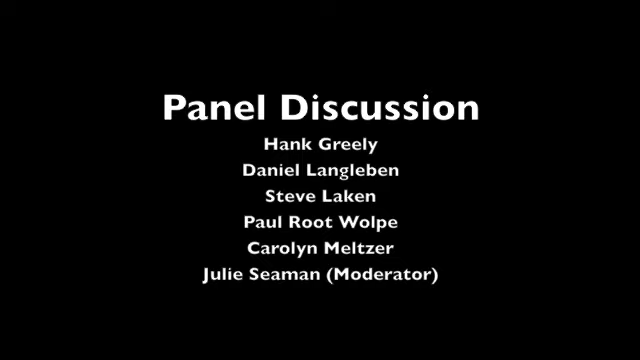 Panel Discussion
Hank Greely
Daniel Langleben
Steve Laken
Paul Root Wolpe
Carolyn Meltzer
Julie Seaman (Moderator)